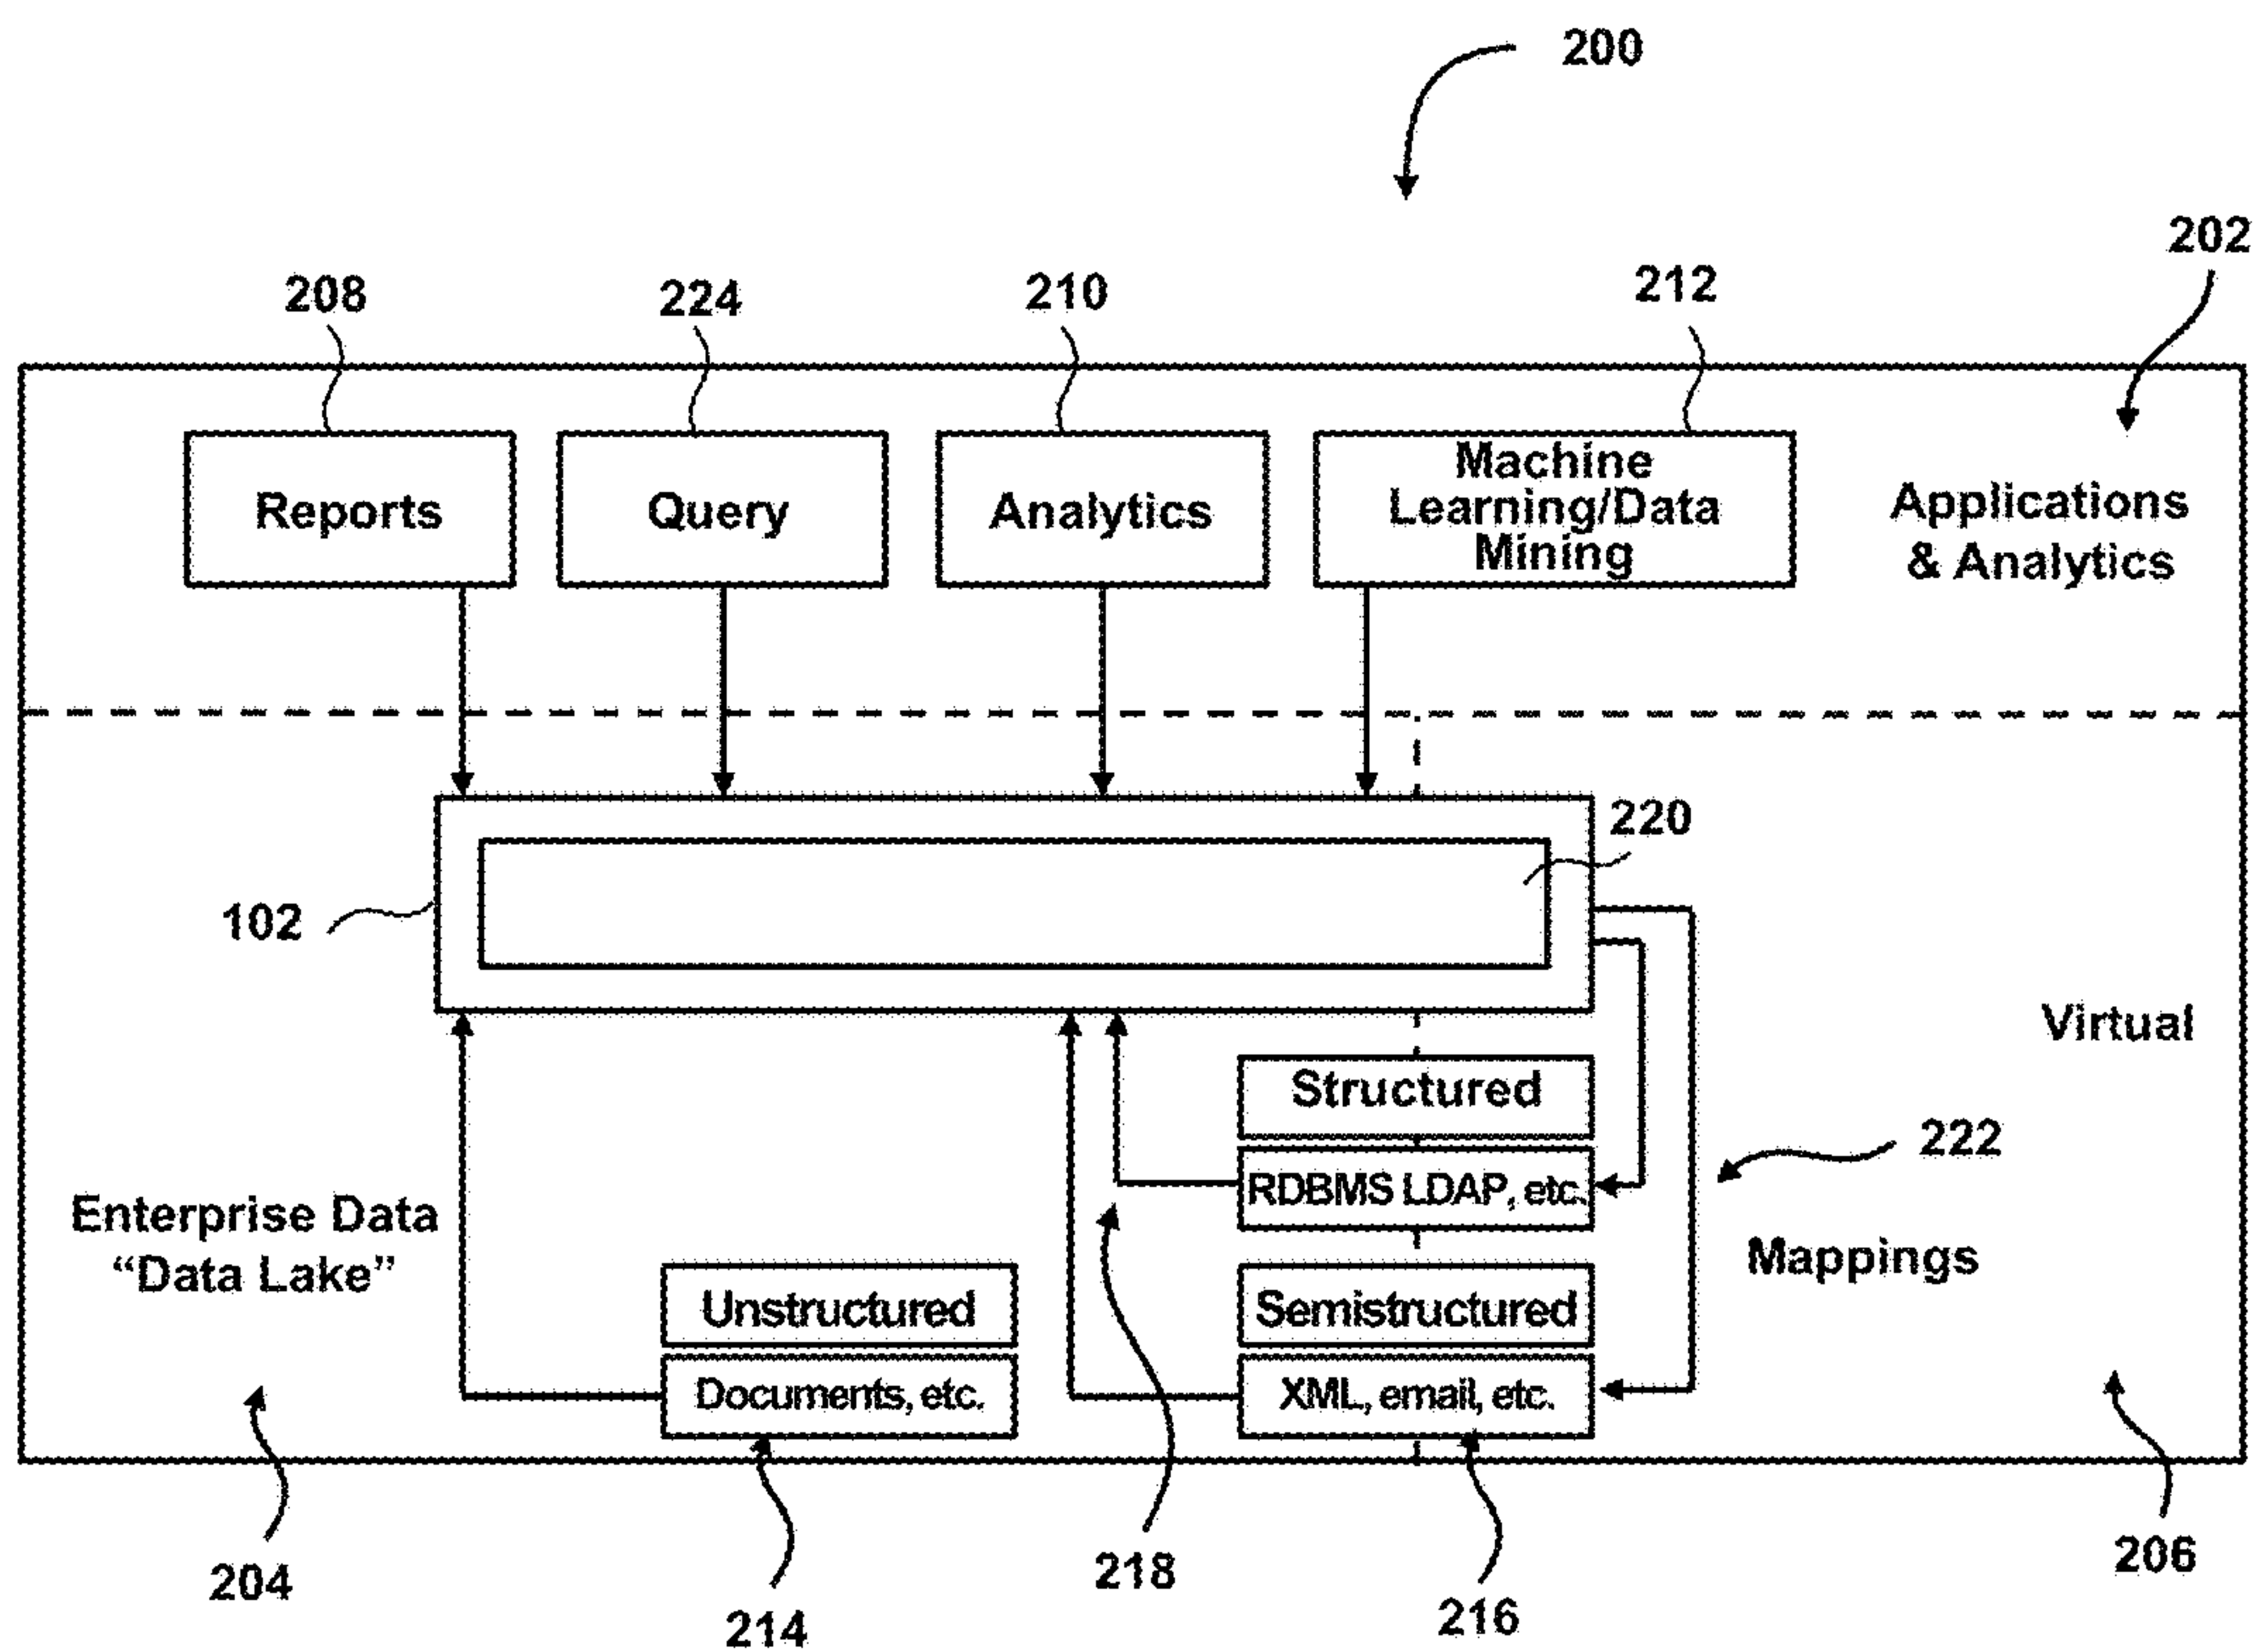 200
202
208
224
210
212
Reports
Query
Analytics
Machine
Learning/Data
Mining
Applications
& Analytics
220
102
Virtual
Structured
RDBMS LDAP, etc.
222
Mappings
Enterprise Data
“Data Lake”
Unstructured
Documents, etc.
Semistructured
XML, email, etc.
204
214
218
216
206